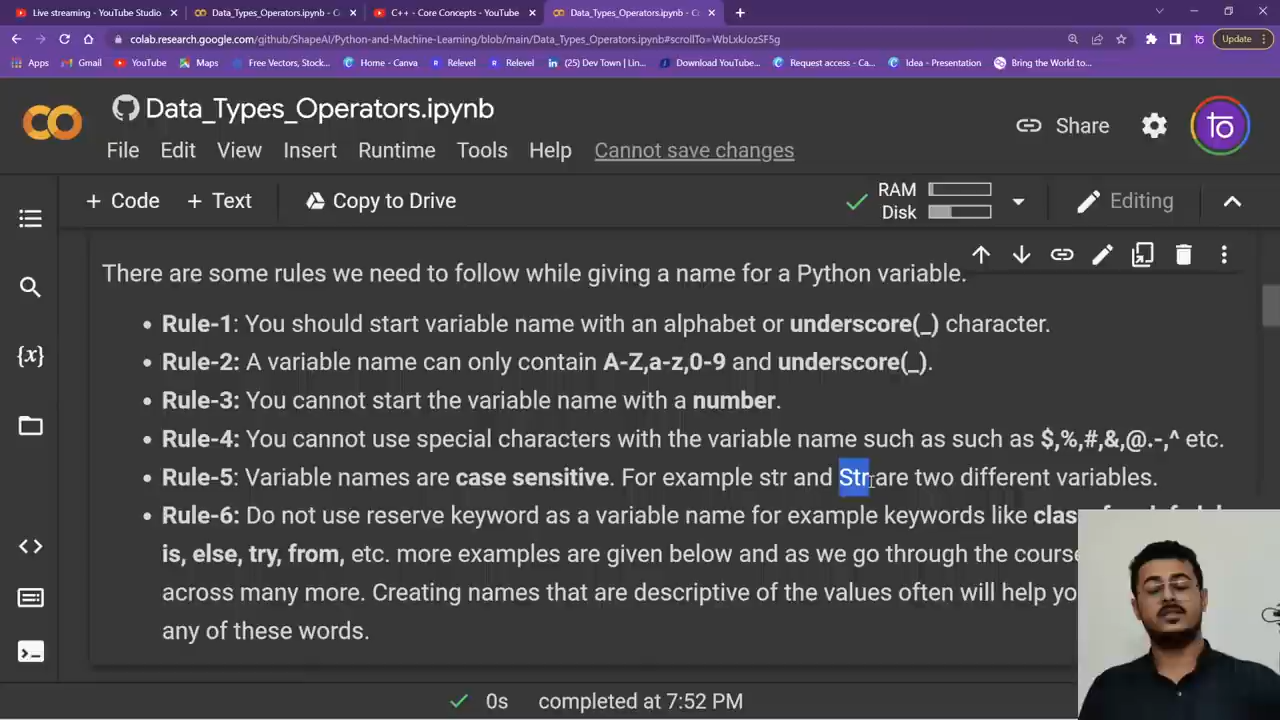 Live streaming - YouTube Studio
Data_Types_Operators.ipynb - C
C++ - Core Concepts - YouTube
Data_Types_Operators.ipynb - C
colab.research.google.com/github/ShapeAI/Python-and-Machine-Learning/blob/main/Data_Types_Operators.ipynb#scrollTo=WbLxkJozSF5g
Update
Apps Gmail YouTube Maps Free Vectors, Stock... Home - Canva Relevel Relevel (25) Dev Town | Lin... Download YouTube... Request access - Ca... Idea - Presentation Bring the World to...
Data_Types_Operators.ipynb
Share
to
File Edit View Insert Runtime Tools Help Cannot save changes
+ Code + Text Copy to Drive
RAM
Disk
Editing
There are some rules we need to follow while giving a name for a Python variable.
• Rule-1: You should start variable name with an alphabet or underscore(_) character.
• Rule-2: A variable name can only contain A-Z,a-z,0-9 and underscore(_).
• Rule-3: You cannot start the variable name with a number.
• Rule-4: You cannot use special characters with the variable name such as such as $,%,#,&,@.-,^ etc.
• Rule-5: Variable names are case sensitive. For example str and Str are two different variables.
• Rule-6: Do not use reserve keyword as a variable name for example keywords like
is, else, try, from, etc. more examples are given below and as we go through the course
across many more. Creating names that are descriptive of the values often will help
any of these words.
0s completed at 7:52 PM